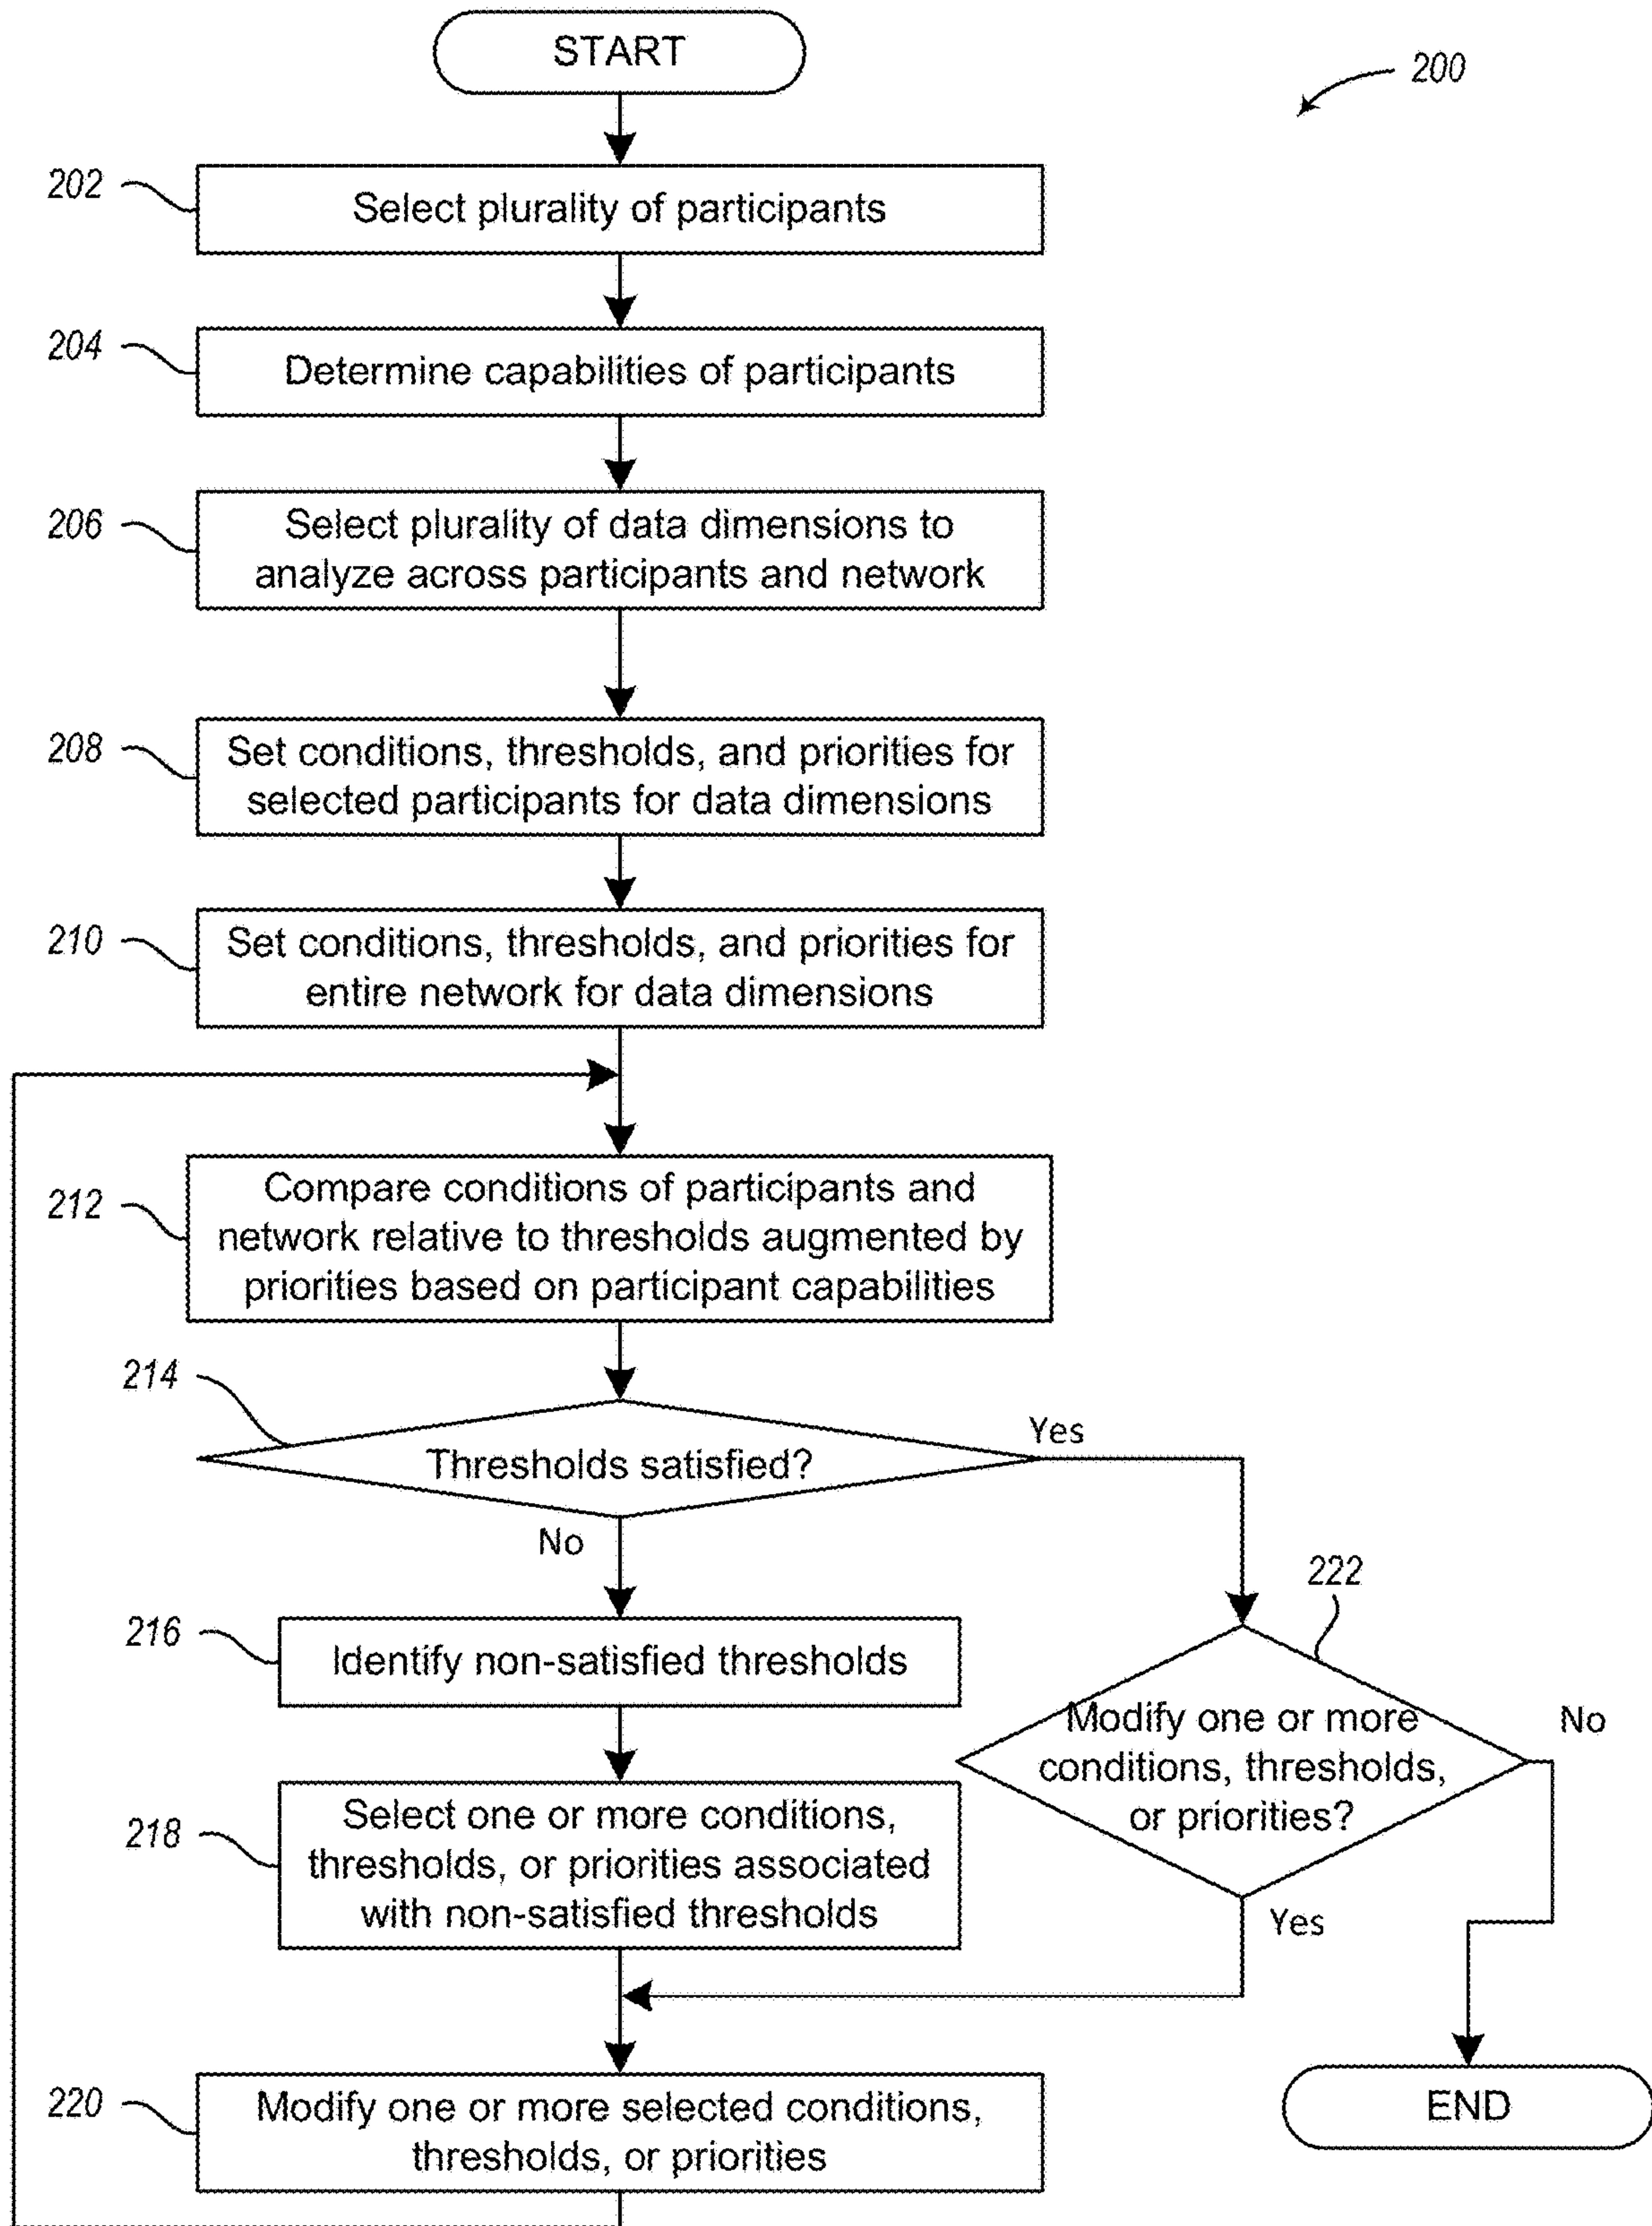 START
200
202
Select plurality of participants
204
Determine capabilities of participants
206
Select plurality of data dimensions to
analyze across participants and network
208
Set conditions, thresholds, and priorities for
selected participants for data dimensions
210
Set conditions, thresholds, and priorities for
entire network for data dimensions
212
Compare conditions of participants and
network relative to thresholds augmented by
priorities based on participant capabilities
214
Thresholds satisfied?
Yes
No
216
Identify non-satisfied thresholds
222
Modify one or more
conditions, thresholds,
or priorities?
No
Yes
218
Select one or more conditions,
thresholds, or priorities associated
with non-satisfied thresholds
220
Modify one or more selected conditions,
thresholds, or priorities
END